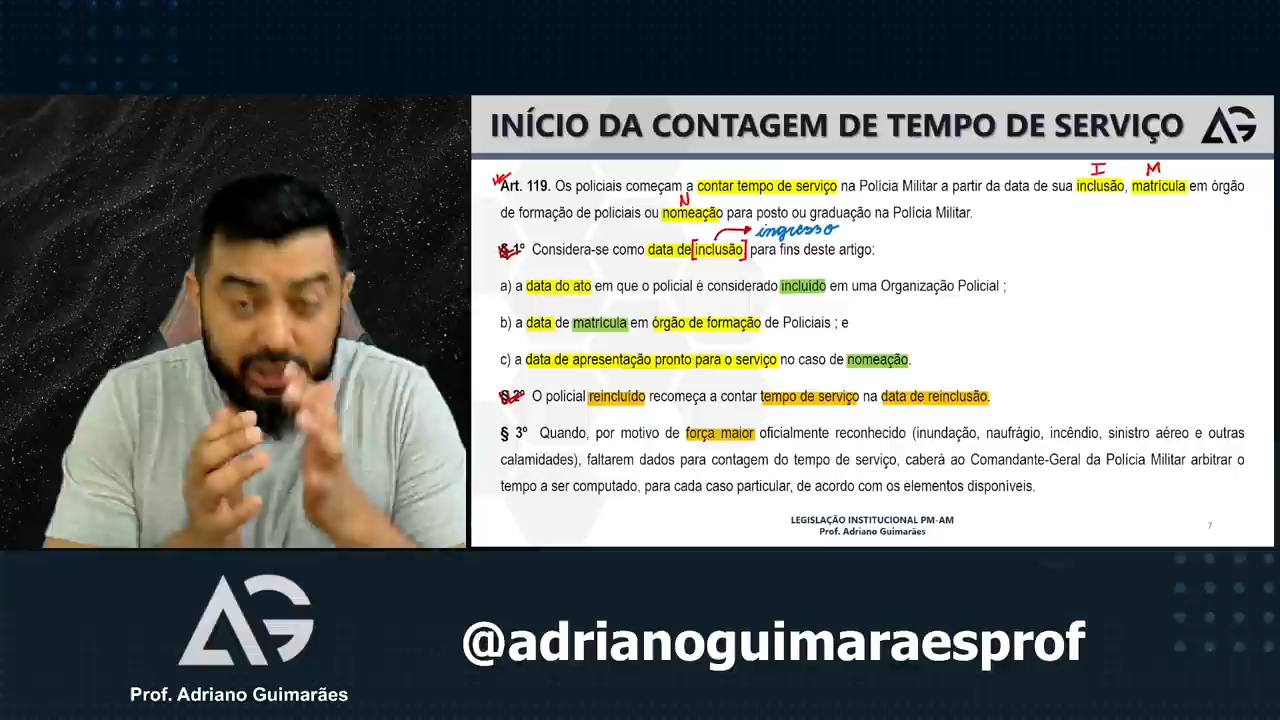 INÍCIO DA CONTAGEM DE TEMPO DE SERVIÇO AG
I M
Art. 119. Os policiais começam a contar tempo de serviço na Polícia Militar a partir da data de sua inclusão, matrícula em órgão
N
de formação de policiais ou nomeação para posto ou graduação na Polícia Militar.
ingresso
§ 1º Considera-se como data de [inclusão] para fins deste artigo:
a) a data do ato em que o policial é considerado incluído em uma Organização Policial ;
b) a data de matrícula em órgão de formação de Policiais ; e
c) a data de apresentação pronto para o serviço no caso de nomeação.
§ 2º O policial reincluído recomeça a contar tempo de serviço na data de reinclusão.
§ 3º Quando, por motivo de força maior oficialmente reconhecido (inundação, naufrágio, incêndio, sinistro aéreo e outras
calamidades), faltarem dados para contagem do tempo de serviço, caberá ao Comandante-Geral da Polícia Militar arbitrar o
tempo a ser computado, para cada caso particular, de acordo com os elementos disponíveis.
LEGISLAÇÃO INSTITUCIONAL PM-AM
Prof. Adriano Guimarães
7
AG
Prof. Adriano Guimarães
@adrianoguimaraesprof